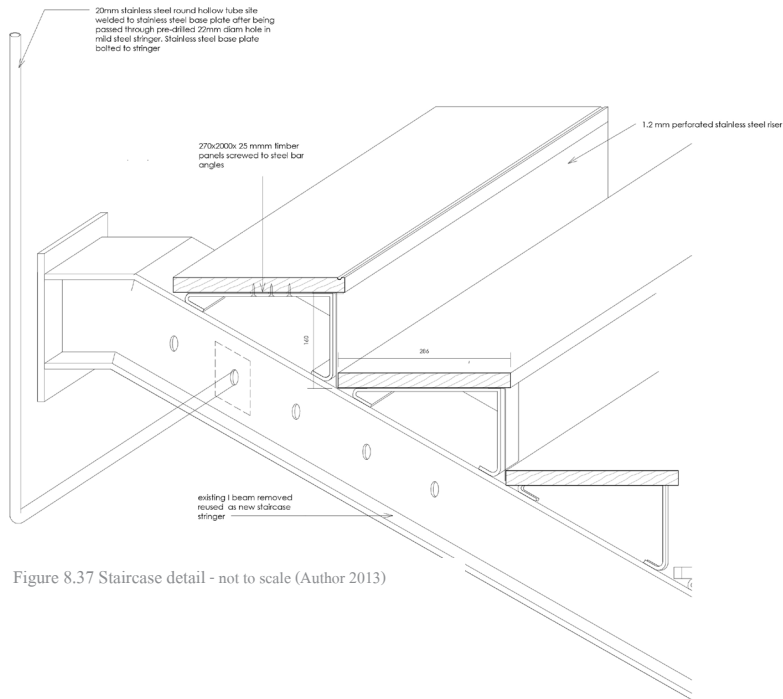 20mm stainless steel round hollow tube site
welded to stainless steel base plate after being
passed through pre-drilled 22mm diam hole in
mild steel stringer. Stainless steel base plate
bolted to stringer
1.2 mm perforated stainless steel riser
270x2000x 25 mmm timber
panels screwed to steel bar
angles
160
286
existing I beam removed
reused as new staircase
stringer
Figure 8.37 Staircase detail - not to scale (Author 2013)